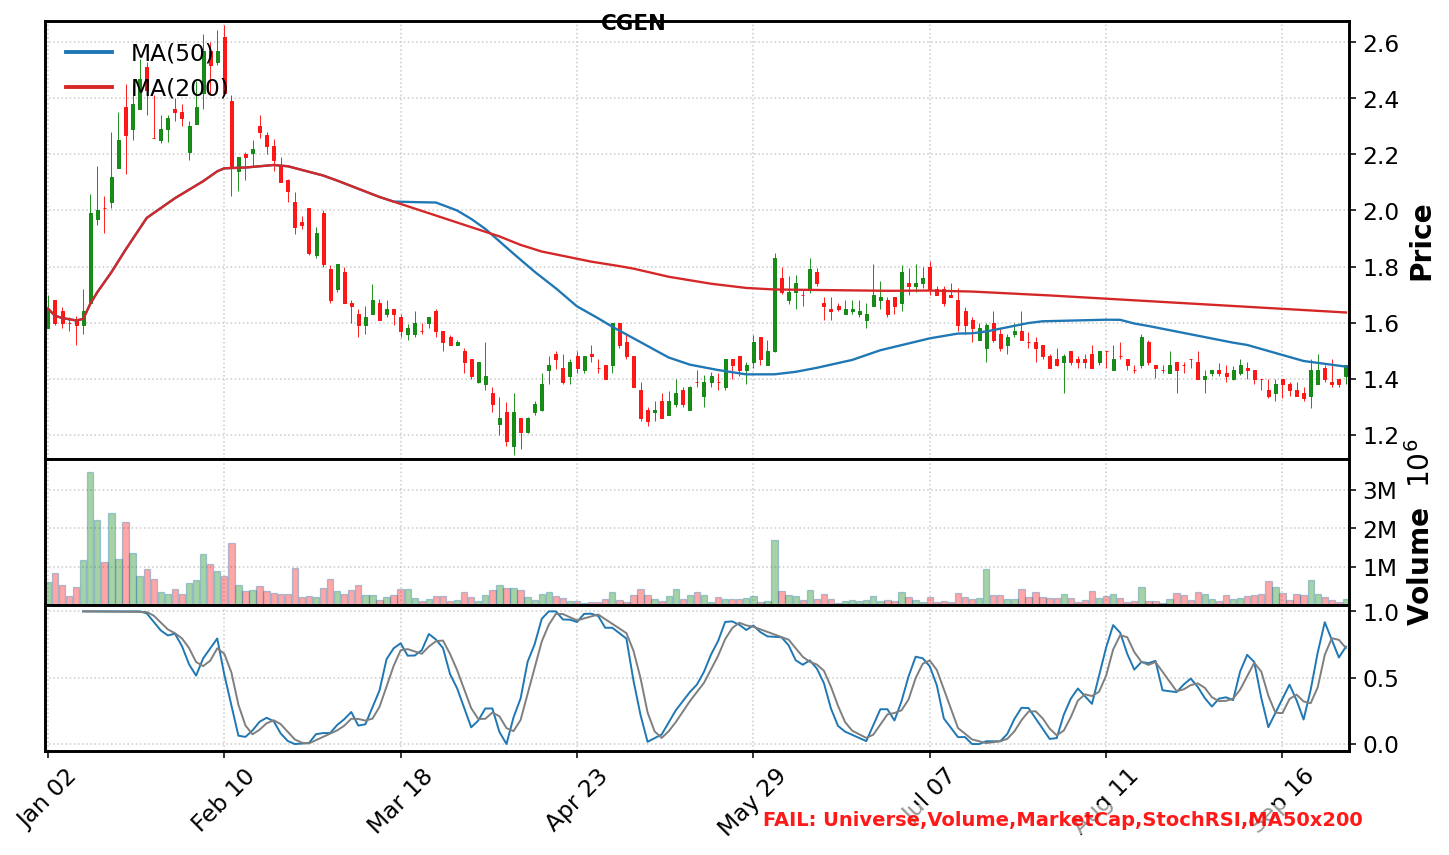 CGEN
MA(50)
MA(200)
2.6
2.4
2.2
2.0
1.8
1.6
1.4
1.2
Price
3M
2M
1M
Volume 10⁶
1.0
0.5
0.0
Jan 02
Feb 10
Mar 18
Apr 23
May 29
Jul 07
Aug 11
Sep 16
FAIL: Universe,Volume,MarketCap,StochRSI,MA50x200